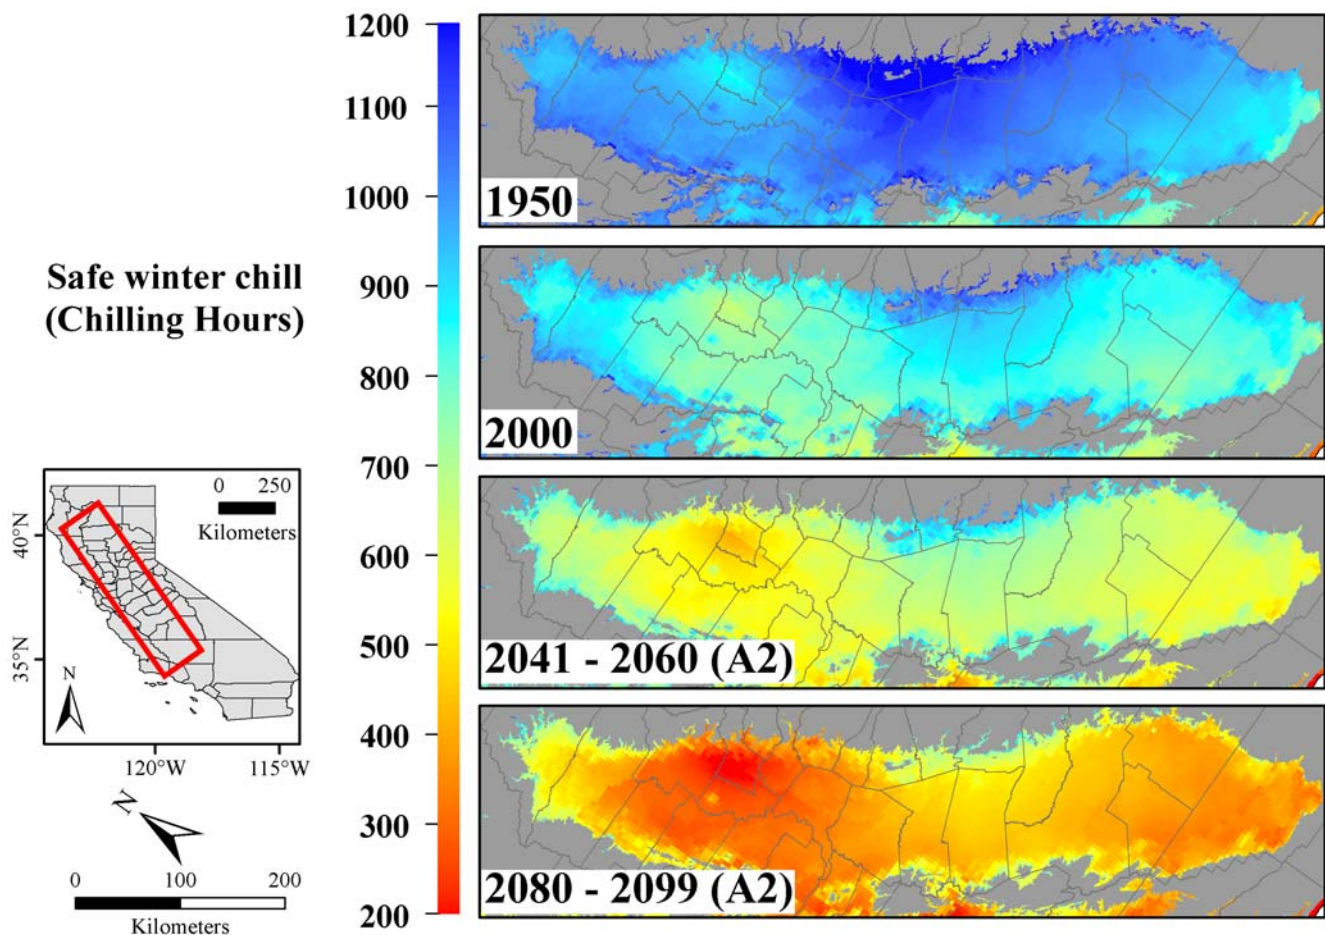 Safe winter chill
(Chilling Hours)
1200
1100
1000
900
800
700
600
500
400
300
200
1950
2000
2041 - 2060 (A2)
2080 - 2099 (A2)
0 250
Kilometers
40°N
35°N
N
120°W 115°W
N
0 100 200
Kilometers